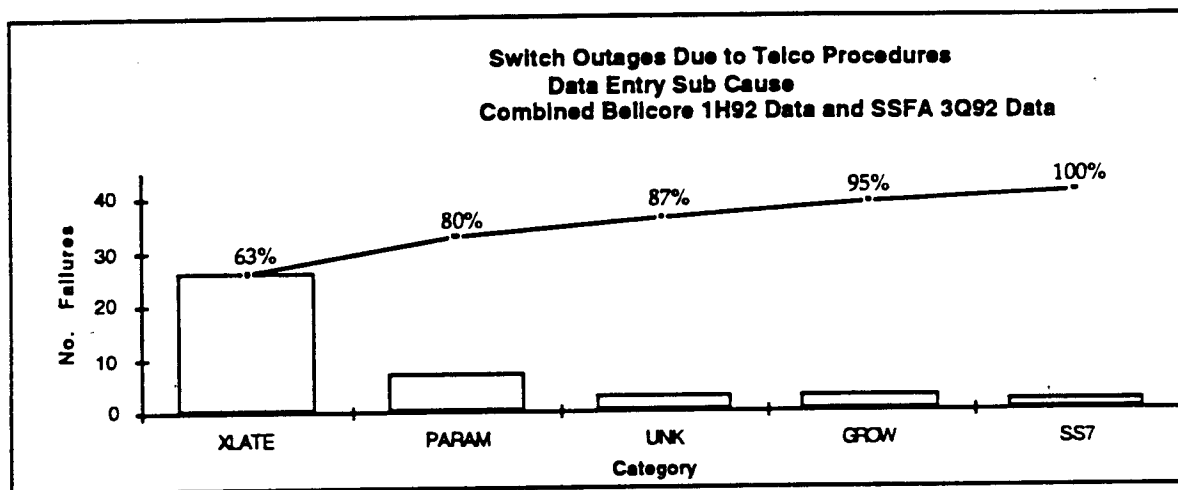 Switch Outages Due to Telco Procedures
Data Entry Sub Cause
Combined Bellcore 1H92 Data and SSFA 3Q92 Data
No. Failures
40
30
20
10
0
63%
80%
87%
95%
100%
XLATE
PARAM
UNK
GROW
SS7
Category